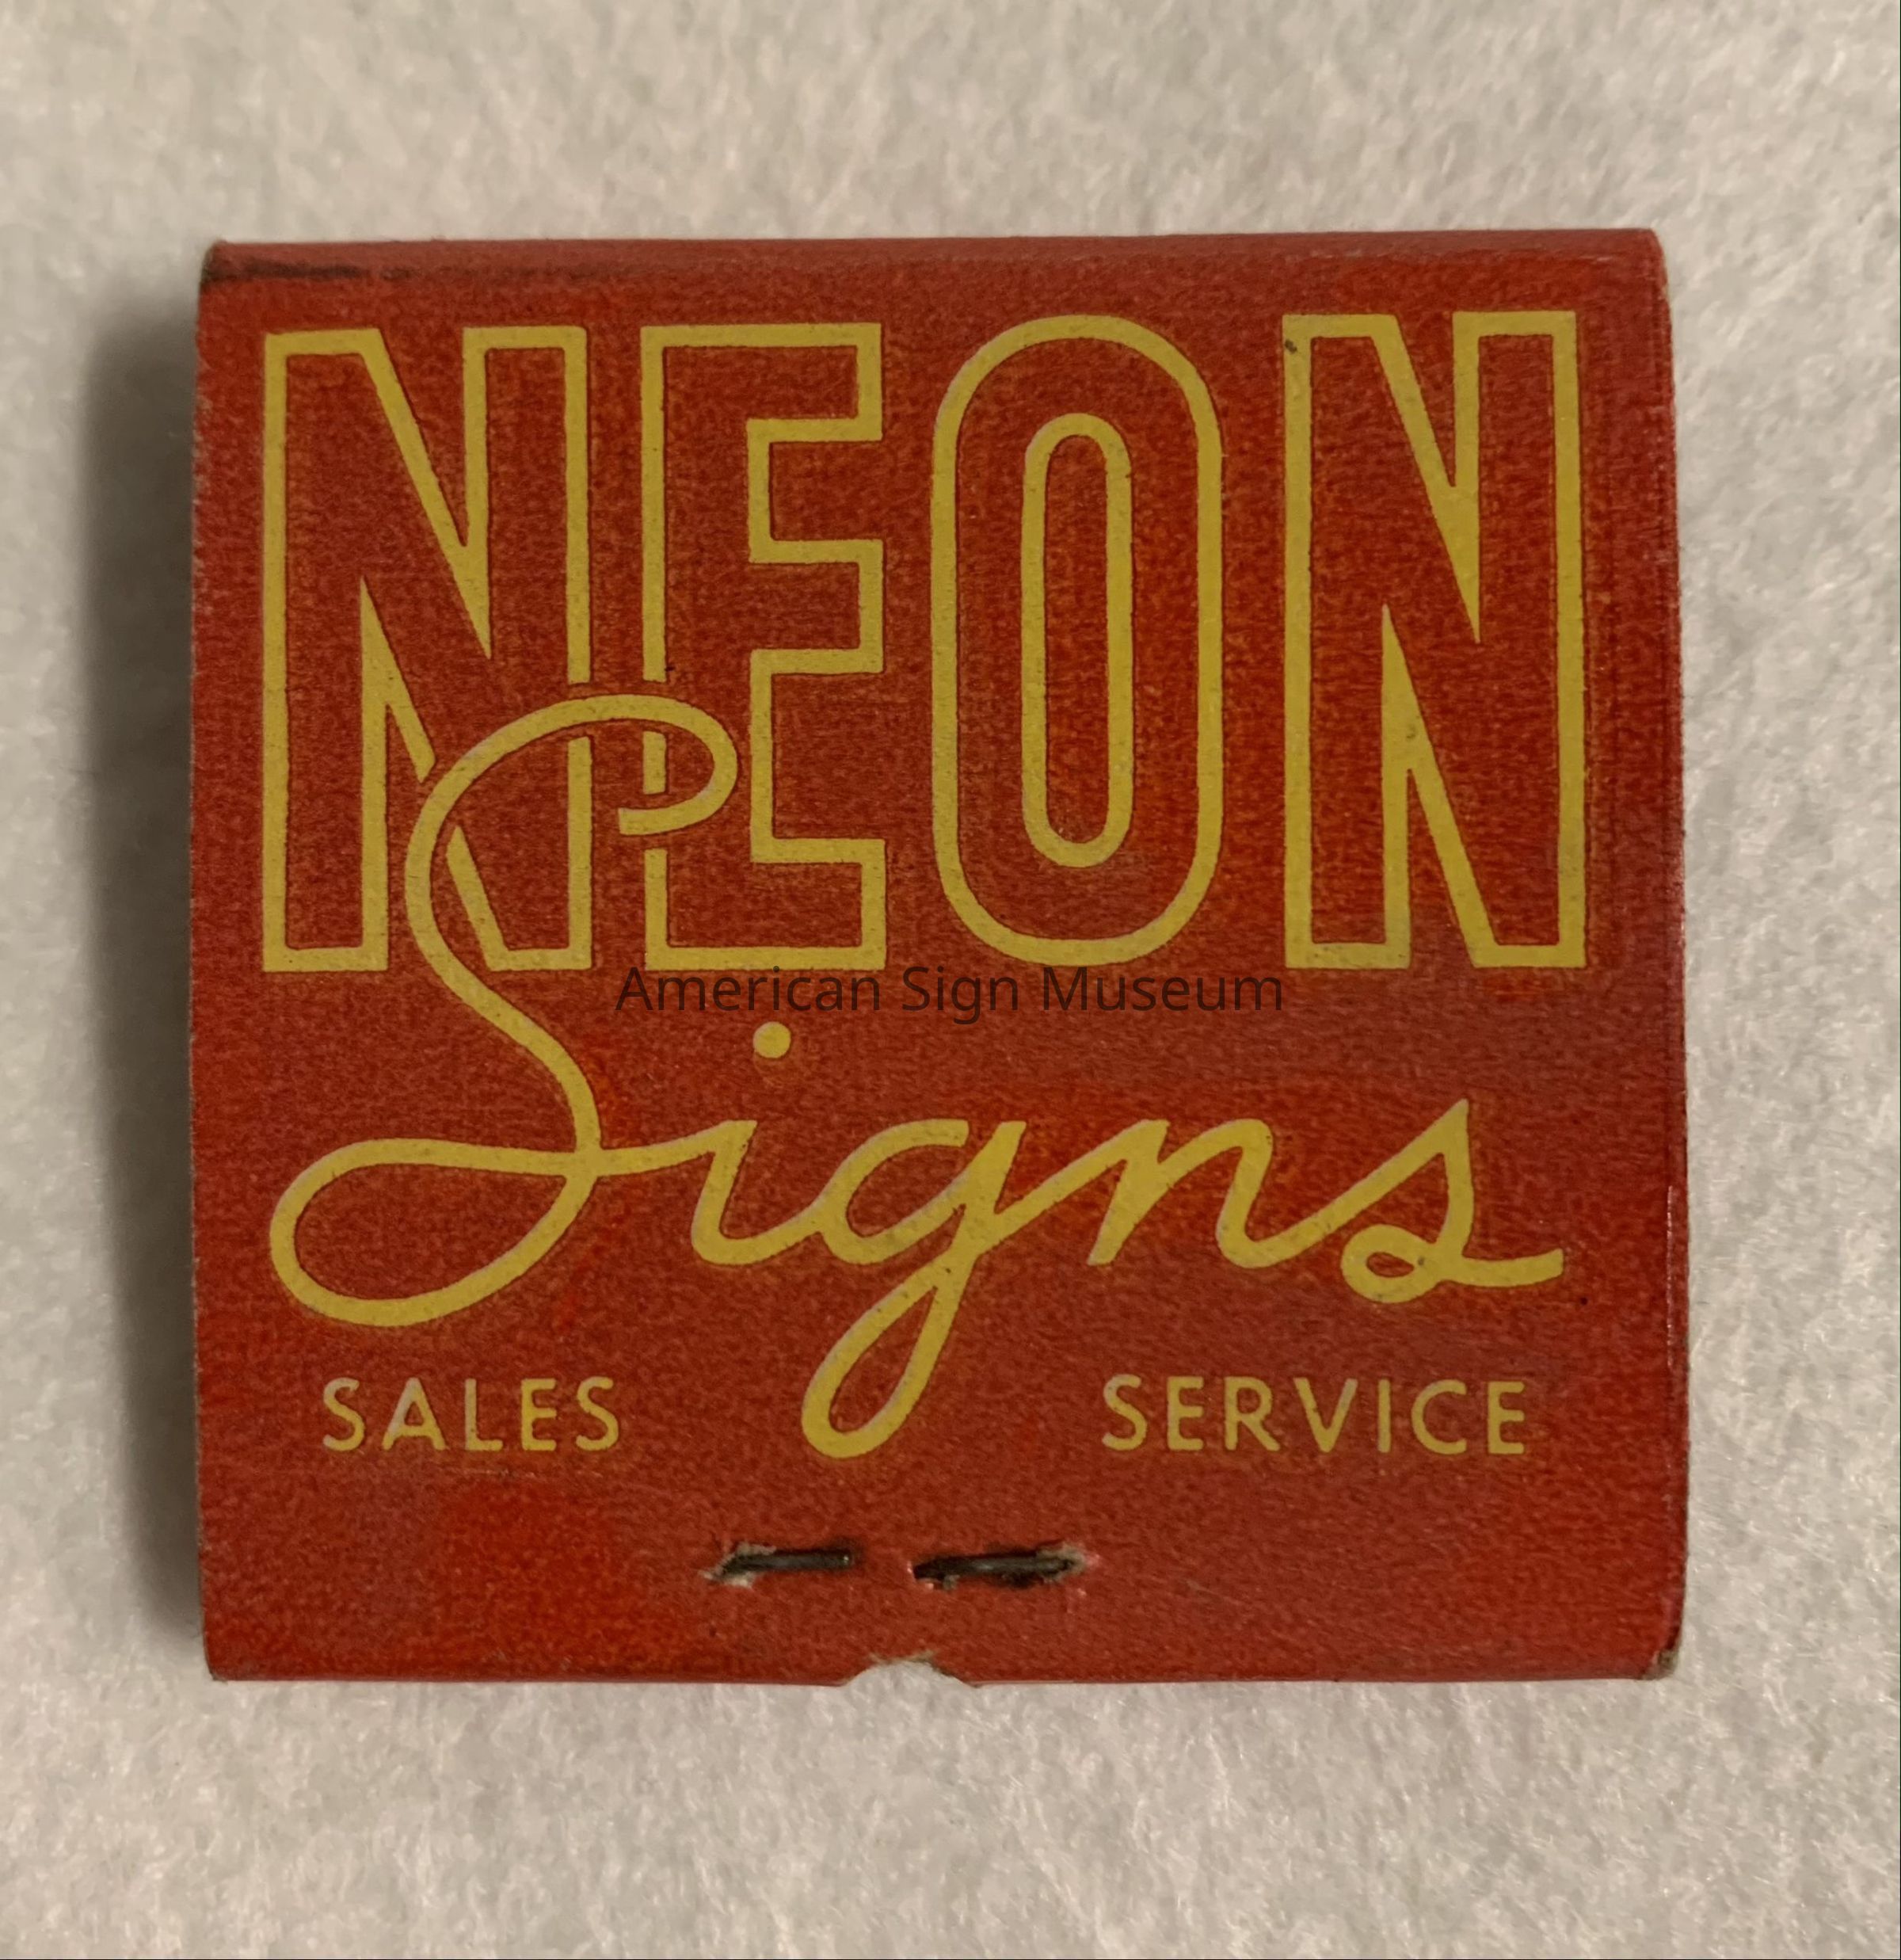 NEON
American Sign Museum
Signs
SALES SERVICE